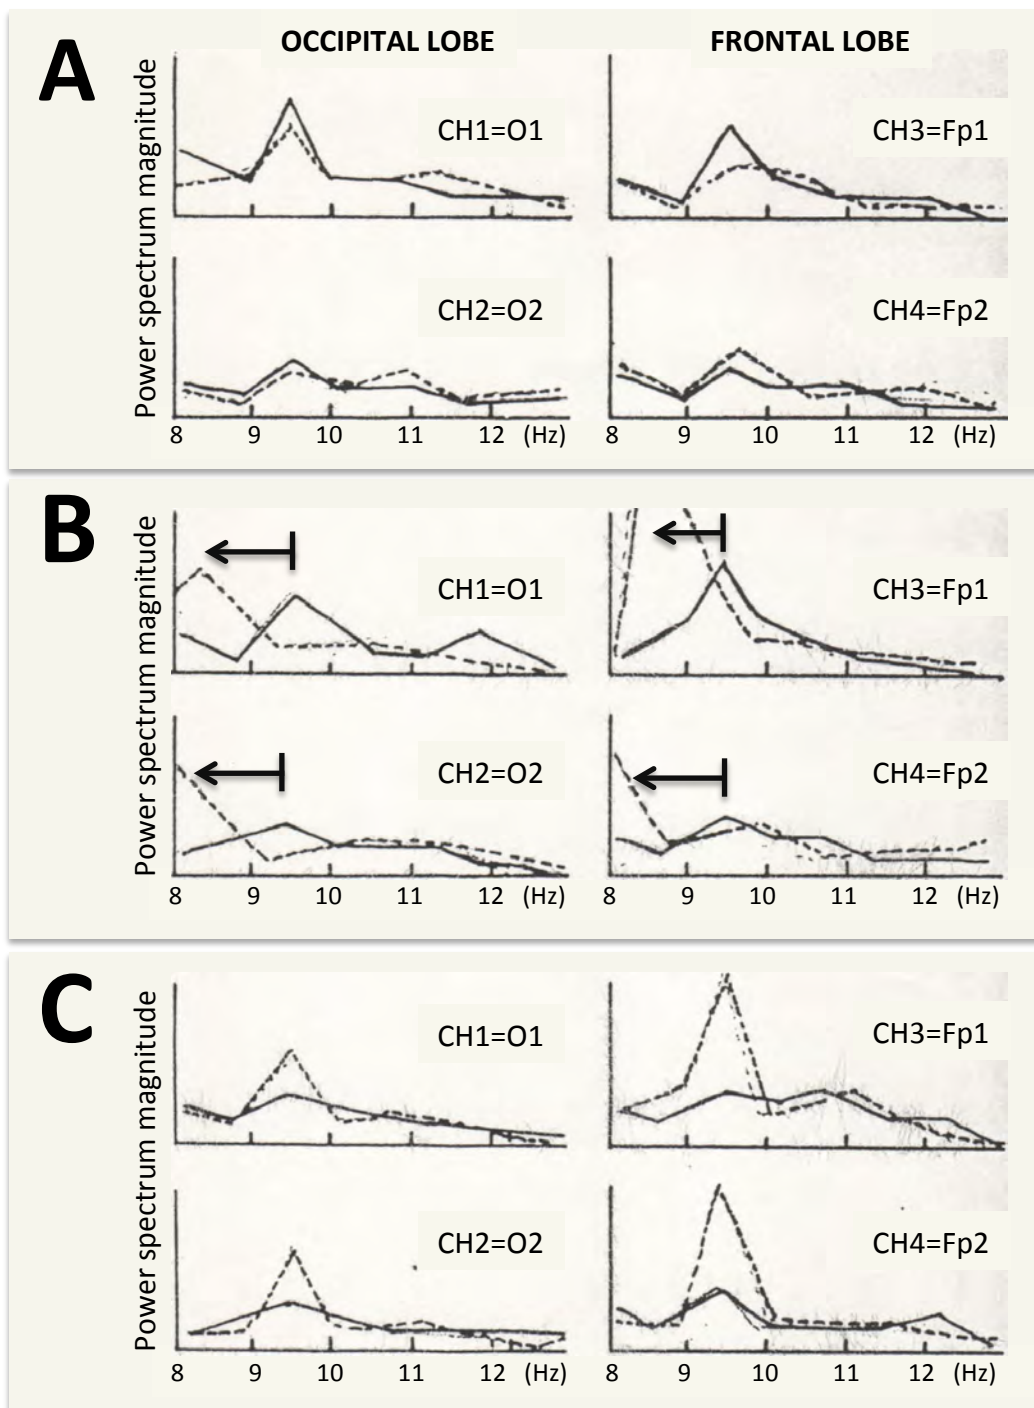 A
OCCIPITAL LOBE
FRONTAL LOBE
Power spectrum magnitude
CH1=O1
CH3=Fp1
CH2=O2
CH4=Fp2
8 9 10 11 12 (Hz)
8 9 10 11 12 (Hz)
B
Power spectrum magnitude
CH1=O1
CH3=Fp1
CH2=O2
CH4=Fp2
8 9 10 11 12 (Hz)
8 9 10 11 12 (Hz)
C
Power spectrum magnitude
CH1=O1
CH3=Fp1
CH2=O2
CH4=Fp2
8 9 10 11 12 (Hz)
8 9 10 11 12 (Hz)